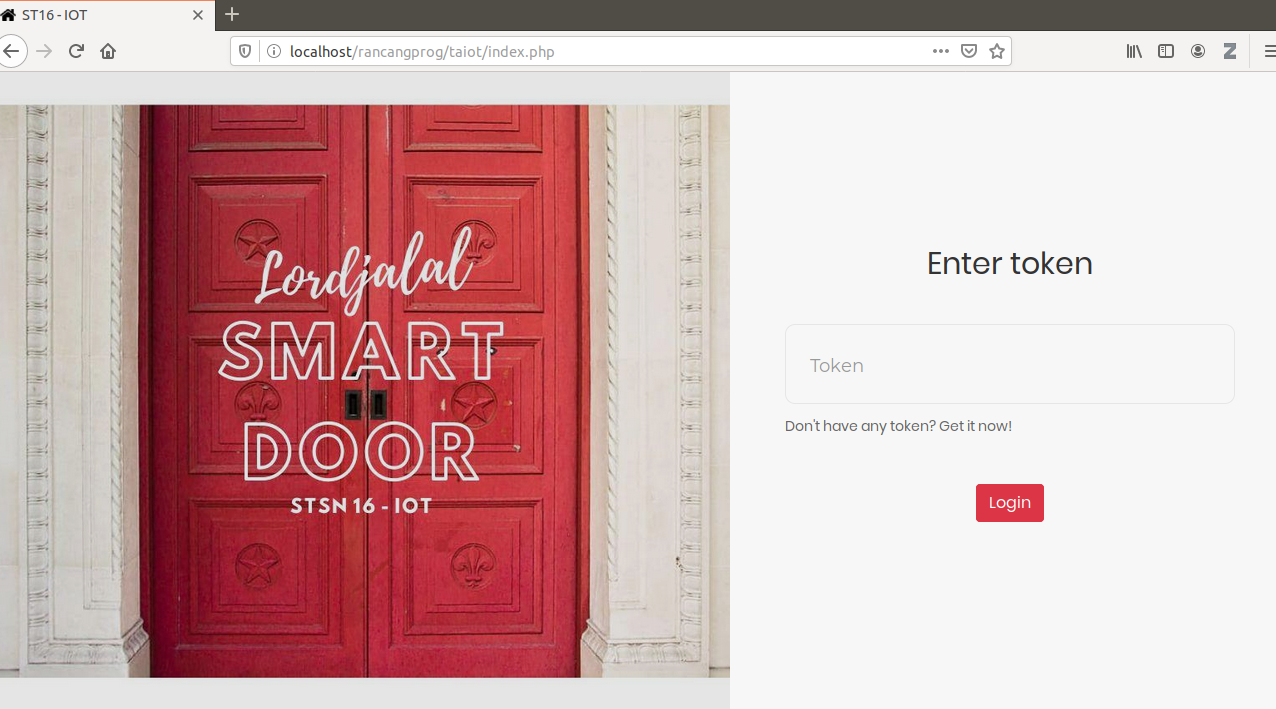 ST16 - IOT
localhost/rancangprog/taiot/index.php
Lordjalal
SMART
DOOR
STSN 16 - IOT
Enter token
Token
Don't have any token? Get it now!
Login